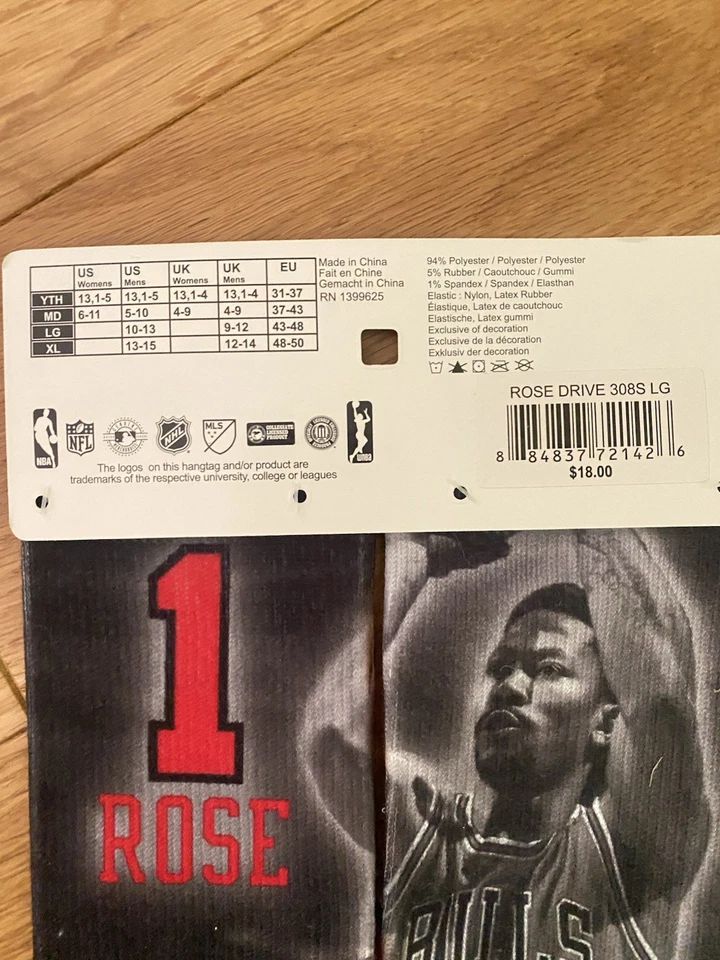 US Womens US Mens UK Womens UK Mens EU
YTH 13,1-5 13,1-5 13,1-4 13,1-4 31-37
MD 6-11 5-10 4-9 4-9 37-43
LG 10-13 9-12 43-48
XL 13-15 12-14 48-50
Made in China
Fait en Chine
Gemacht in China
RN 1399625
94% Polyester / Polyester / Polyester
5% Rubber / Caoutchouc / Gummi
1% Spandex / Spandex / Elasthan
Elastic : Nylon, Latex Rubber
Élastique, Latex de caoutchouc
Elastische, Latex gummi
Exclusive of decoration
Exclusive de la décoration
Exklusiv der decoration
ROSE DRIVE 308S LG
8 84837 72142 6
$18.00
NBA NFL NHL MLS COLLEGIATE LICENSED PRODUCT WNBA
The logos on this hangtag and/or product are
trademarks of the respective university, college or leagues
1
ROSE
BULLS